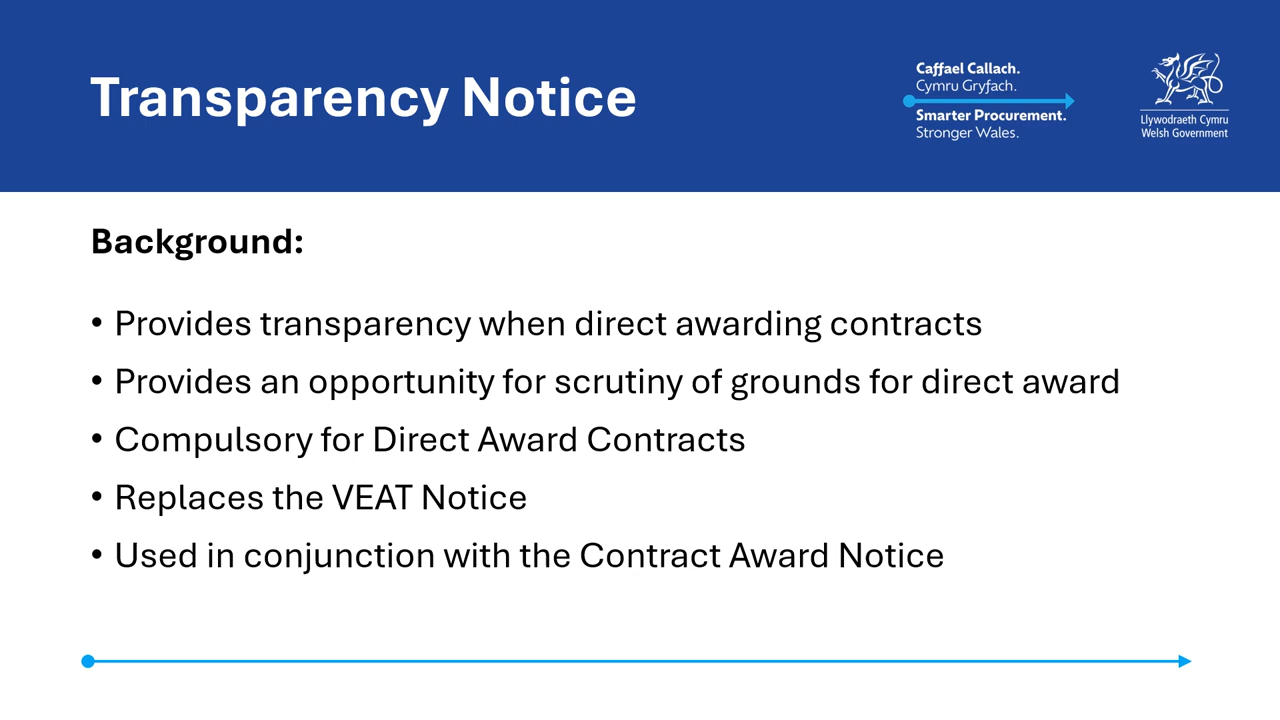 Transparency Notice
Caffael Callach.
Cymru Gryfach.
Smarter Procurement.
Stronger Wales.
Llywodraeth Cymru
Welsh Government
Background:
• Provides transparency when direct awarding contracts
• Provides an opportunity for scrutiny of grounds for direct award
• Compulsory for Direct Award Contracts
• Replaces the VEAT Notice
• Used in conjunction with the Contract Award Notice